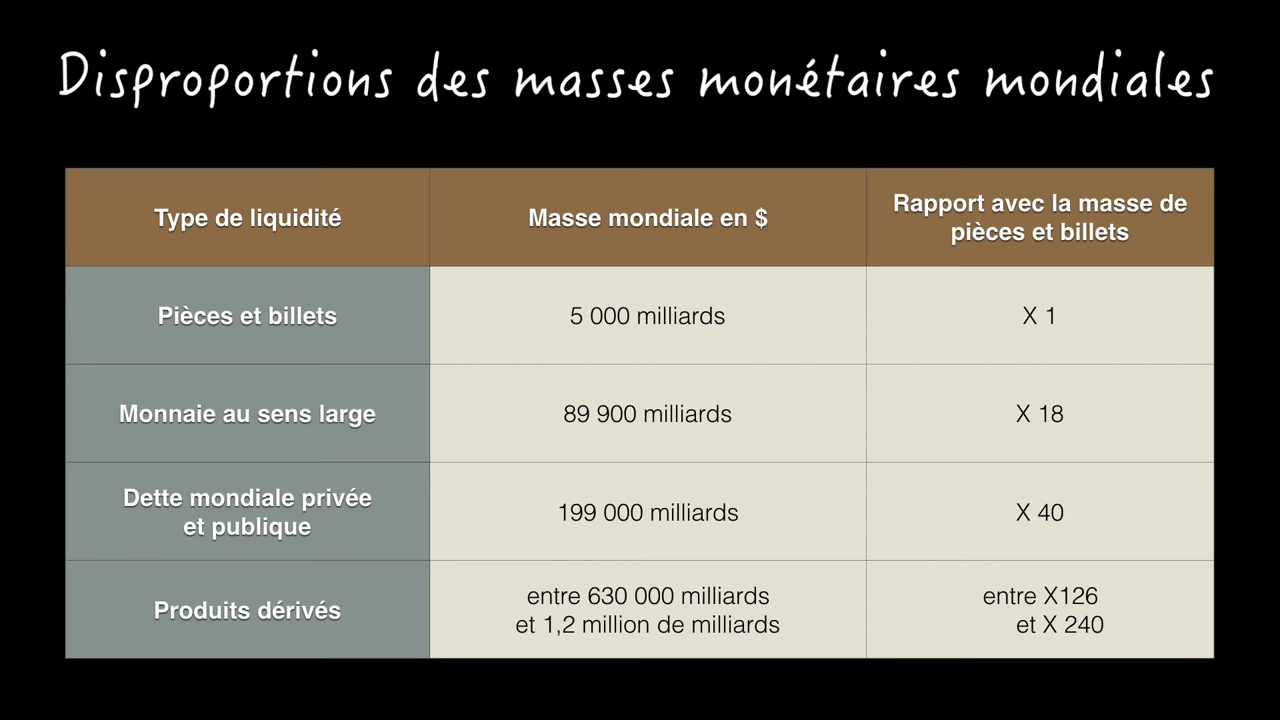 Disproportions des masses monétaires mondiales
Type de liquidité
Masse mondiale en $
Rapport avec la masse de
pièces et billets
Pièces et billets
5 000 milliards
X 1
Monnaie au sens large
89 900 milliards
X 18
Dette mondiale privée
et publique
199 000 milliards
X 40
Produits dérivés
entre 630 000 milliards
et 1,2 million de milliards
entre X126
et X 240